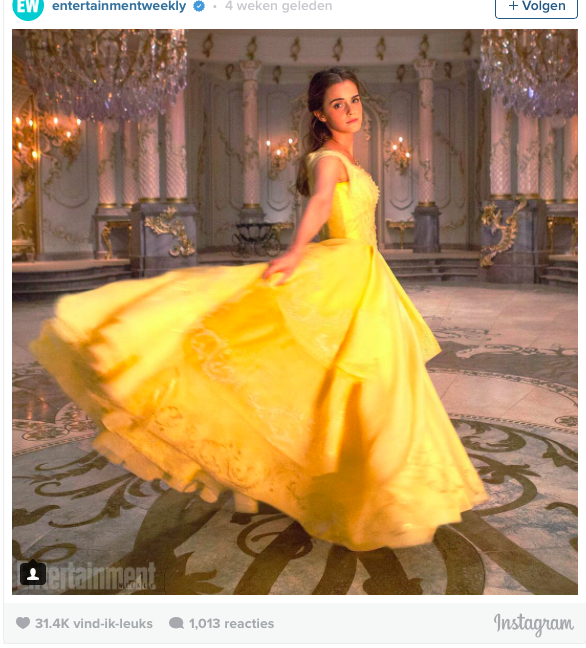 EW entertainmentweekly • 4 weken geleden + Volgen
entertainment
31.4K vind-ik-leuks 1,013 reacties Instagram